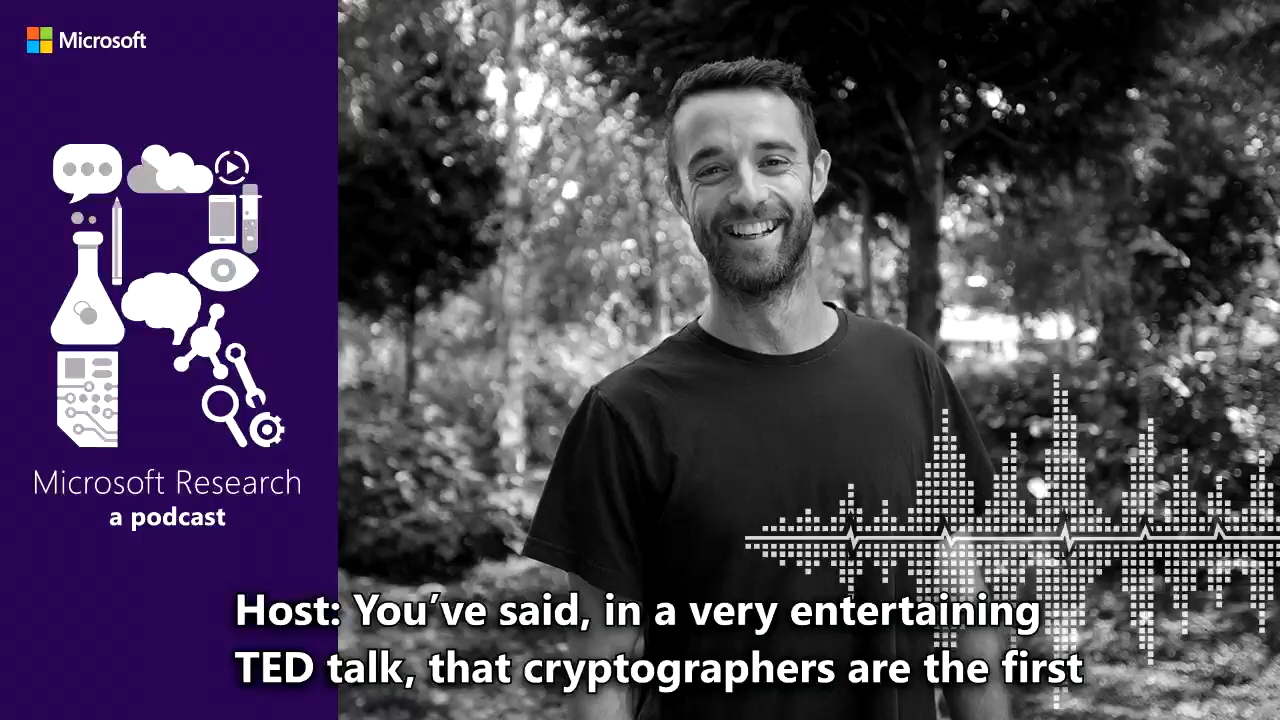 Microsoft
Microsoft Research
a podcast
Host: You've said, in a very entertaining
TED talk, that cryptographers are the first